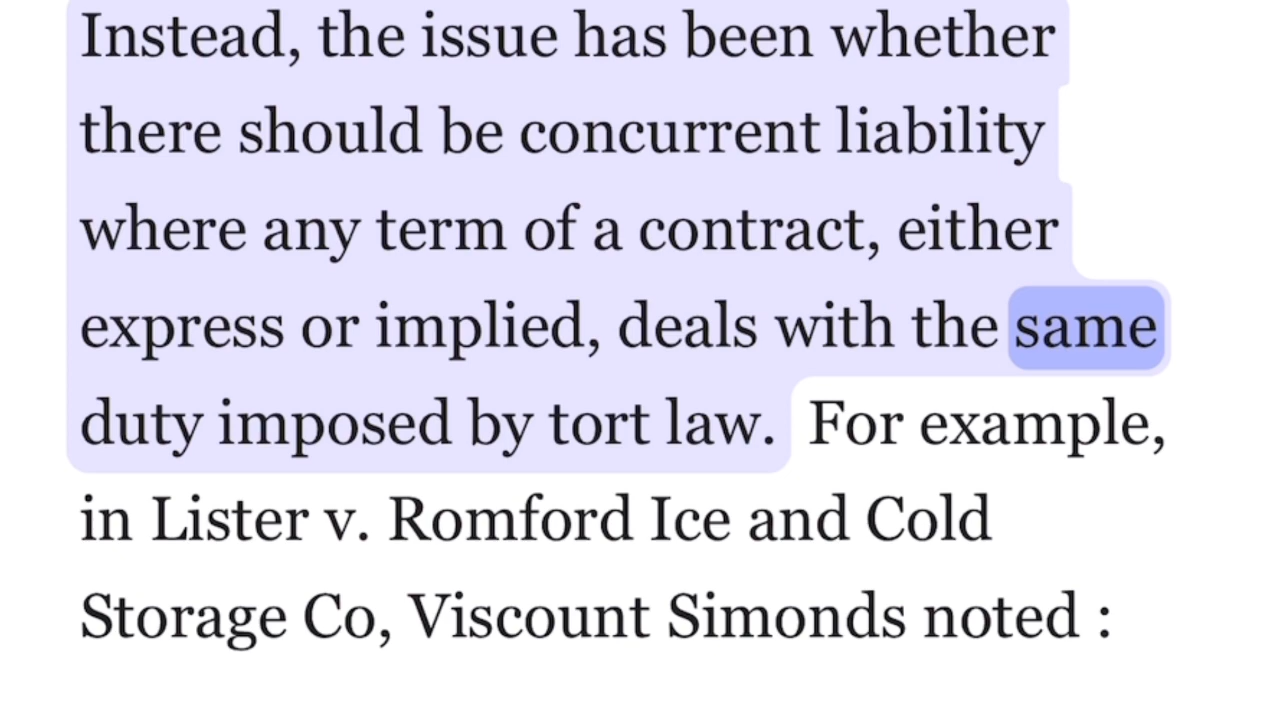 Instead, the issue has been whether
there should be concurrent liability
where any term of a contract, either
express or implied, deals with the same
duty imposed by tort law. For example,
in Lister v. Romford Ice and Cold
Storage Co, Viscount Simonds noted :